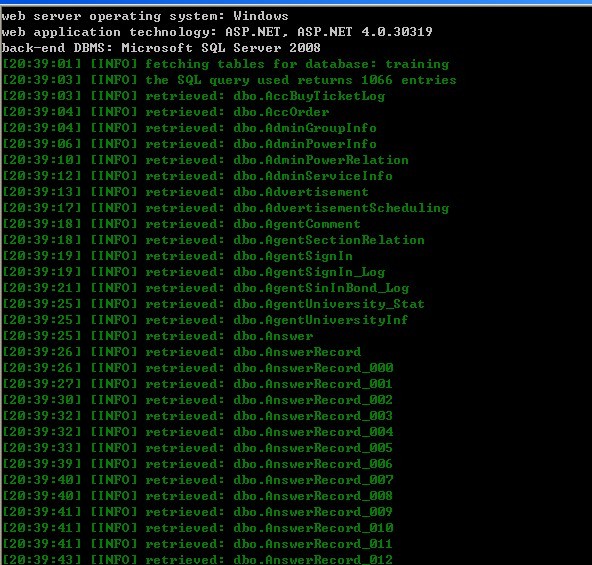 web server operating system: Windows
web application technology: ASP.NET, ASP.NET 4.0.30319
back-end DBMS: Microsoft SQL Server 2008
[20:39:01] [INFO] fetching tables for database: training
[20:39:03] [INFO] the SQL query used returns 1066 entries
[20:39:03] [INFO] retrieved: dbo.AccBuyTicketLog
[20:39:04] [INFO] retrieved: dbo.AccOrder
[20:39:04] [INFO] retrieved: dbo.AdminGroupInfo
[20:39:06] [INFO] retrieved: dbo.AdminPowerInfo
[20:39:10] [INFO] retrieved: dbo.AdminPowerRelation
[20:39:12] [INFO] retrieved: dbo.AdminServiceInfo
[20:39:13] [INFO] retrieved: dbo.Advertisement
[20:39:17] [INFO] retrieved: dbo.AdvertisementScheduling
[20:39:18] [INFO] retrieved: dbo.AgentComment
[20:39:18] [INFO] retrieved: dbo.AgentSectionRelation
[20:39:19] [INFO] retrieved: dbo.AgentSignIn
[20:39:19] [INFO] retrieved: dbo.AgentSignIn_Log
[20:39:21] [INFO] retrieved: dbo.AgentSinInBond_Log
[20:39:25] [INFO] retrieved: dbo.AgentUniversity_Stat
[20:39:25] [INFO] retrieved: dbo.AgentUniversityInf
[20:39:25] [INFO] retrieved: dbo.Answer
[20:39:26] [INFO] retrieved: dbo.AnswerRecord
[20:39:26] [INFO] retrieved: dbo.AnswerRecord_000
[20:39:27] [INFO] retrieved: dbo.AnswerRecord_001
[20:39:30] [INFO] retrieved: dbo.AnswerRecord_002
[20:39:32] [INFO] retrieved: dbo.AnswerRecord_003
[20:39:32] [INFO] retrieved: dbo.AnswerRecord_004
[20:39:33] [INFO] retrieved: dbo.AnswerRecord_005
[20:39:39] [INFO] retrieved: dbo.AnswerRecord_006
[20:39:40] [INFO] retrieved: dbo.AnswerRecord_007
[20:39:40] [INFO] retrieved: dbo.AnswerRecord_008
[20:39:41] [INFO] retrieved: dbo.AnswerRecord_009
[20:39:41] [INFO] retrieved: dbo.AnswerRecord_010
[20:39:41] [INFO] retrieved: dbo.AnswerRecord_011
[20:39:43] [INFO] retrieved: dbo.AnswerRecord_012